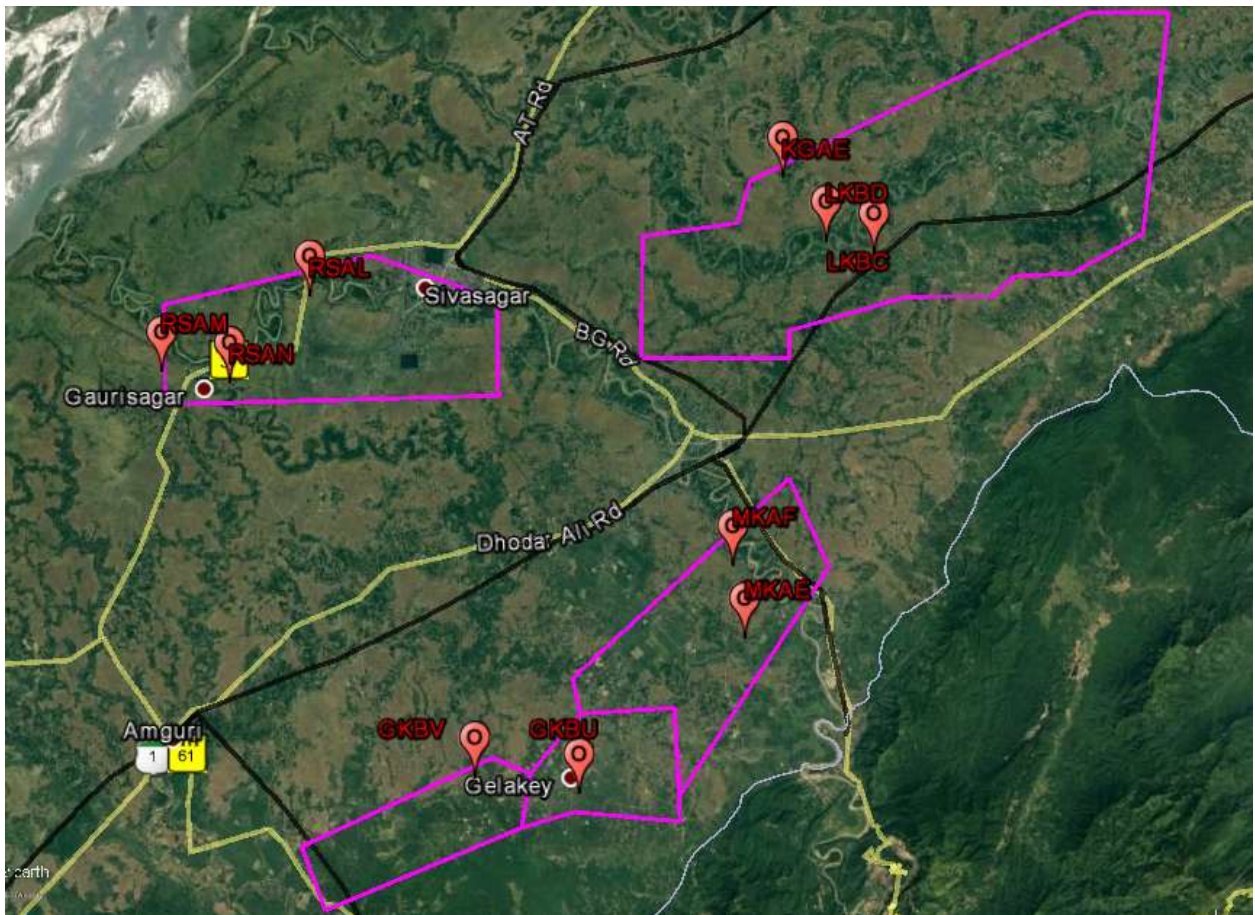 AT Rd
KGAE
LKBD
LKBC
RSAL
Sivasagar
RSAM
RSAN
BG Rd
Gaurisagar
MKAF
Dhodar Ali Rd
MKAE
Amguri
1
61
GKBV
GKBU
Gelakey
earth